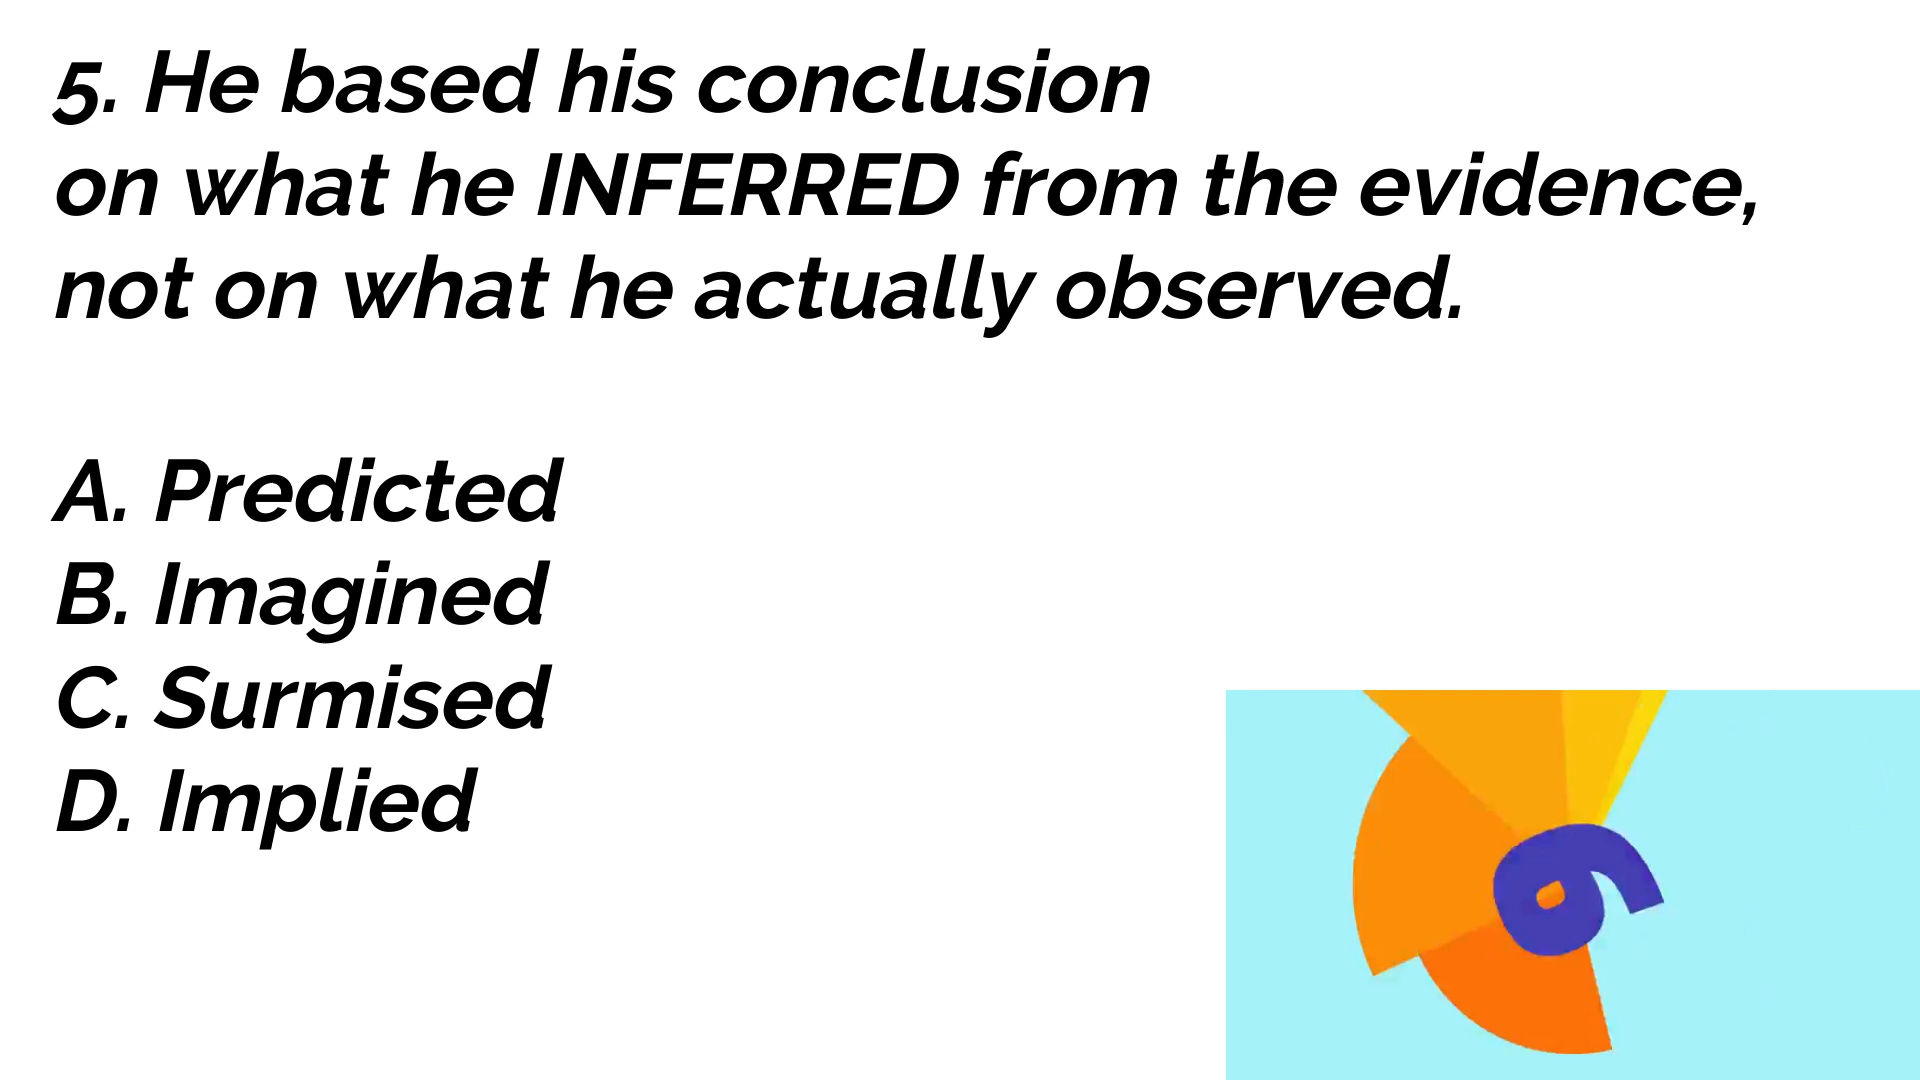 5. He based his conclusion
on what he INFERRED from the evidence,
not on what he actually observed.
A. Predicted
B. Imagined
C. Surmised
D. Implied
6